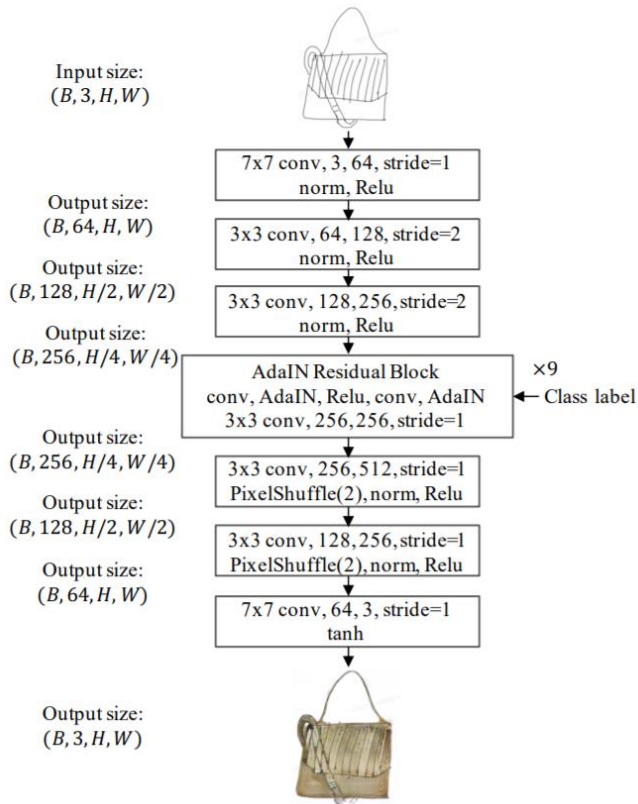 Input size:
(B, 3, H, W)
7x7 conv, 3, 64, stride=1
norm, Relu
Output size:
(B, 64, H, W)
3x3 conv, 64, 128, stride=2
norm, Relu
Output size:
(B, 128, H/2, W/2)
3x3 conv, 128,256,stride=2
norm, Relu
Output size:
(B, 256, H/4, W/4)
AdaIN Residual Block
conv, AdaIN, Relu, conv, AdaIN
3x3 conv, 256,256, stride=1
×9
Class label
Output size:
(B, 256, H/4, W/4)
3x3 conv, 256,512,stride=1
PixelShuffle(2),norm, Relu
Output size:
(B, 128, H/2, W/2)
3x3 conv, 128,256,stride=1
PixelShuffle(2),norm, Relu
Output size:
(B, 64, H, W)
7x7 conv, 64, 3, stride=1
tanh
Output size:
(B, 3, H, W)